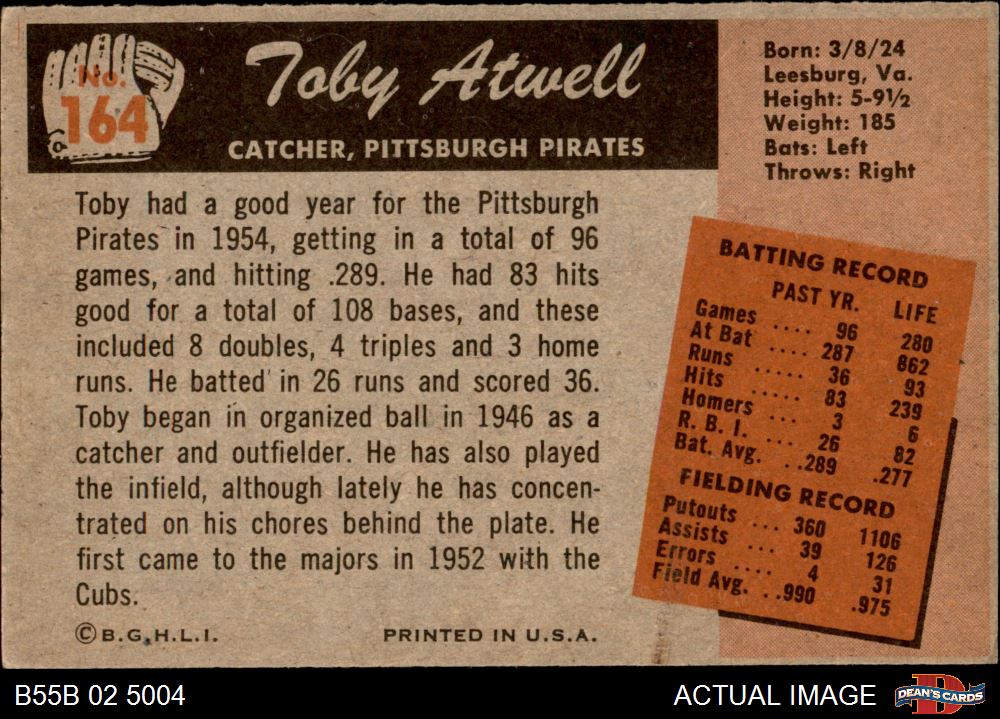 No.
164
Toby Atwell
CATCHER, PITTSBURGH PIRATES
Born: 3/8/24
Leesburg, Va.
Height: 5-9½
Weight: 185
Bats: Left
Throws: Right
Toby had a good year for the Pittsburgh
Pirates in 1954, getting in a total of 96
games, and hitting .289. He had 83 hits
good for a total of 108 bases, and these
included 8 doubles, 4 triples and 3 home
runs. He batted in 26 runs and scored 36.
Toby began in organized ball in 1946 as a
catcher and outfielder. He has also played
the infield, although lately he has concen-
trated on his chores behind the plate. He
first came to the majors in 1952 with the
Cubs.
©B.G.H.L.I. PRINTED IN U.S.A.
BATTING RECORD
PAST YR. LIFE
Games .... 96 280
At Bat .... 287 862
Runs ..... 36 93
Hits ..... 83 239
Homers ... 3 6
R. B. I. ... 26 82
Bat. Avg. ..289 .277
FIELDING RECORD
Putouts ... 360 1106
Assists ... 39 126
Errors .... 4 31
Field Avg. ..990 .975
B55B 02 5004 ACTUAL IMAGE
DEAN'S CARDS